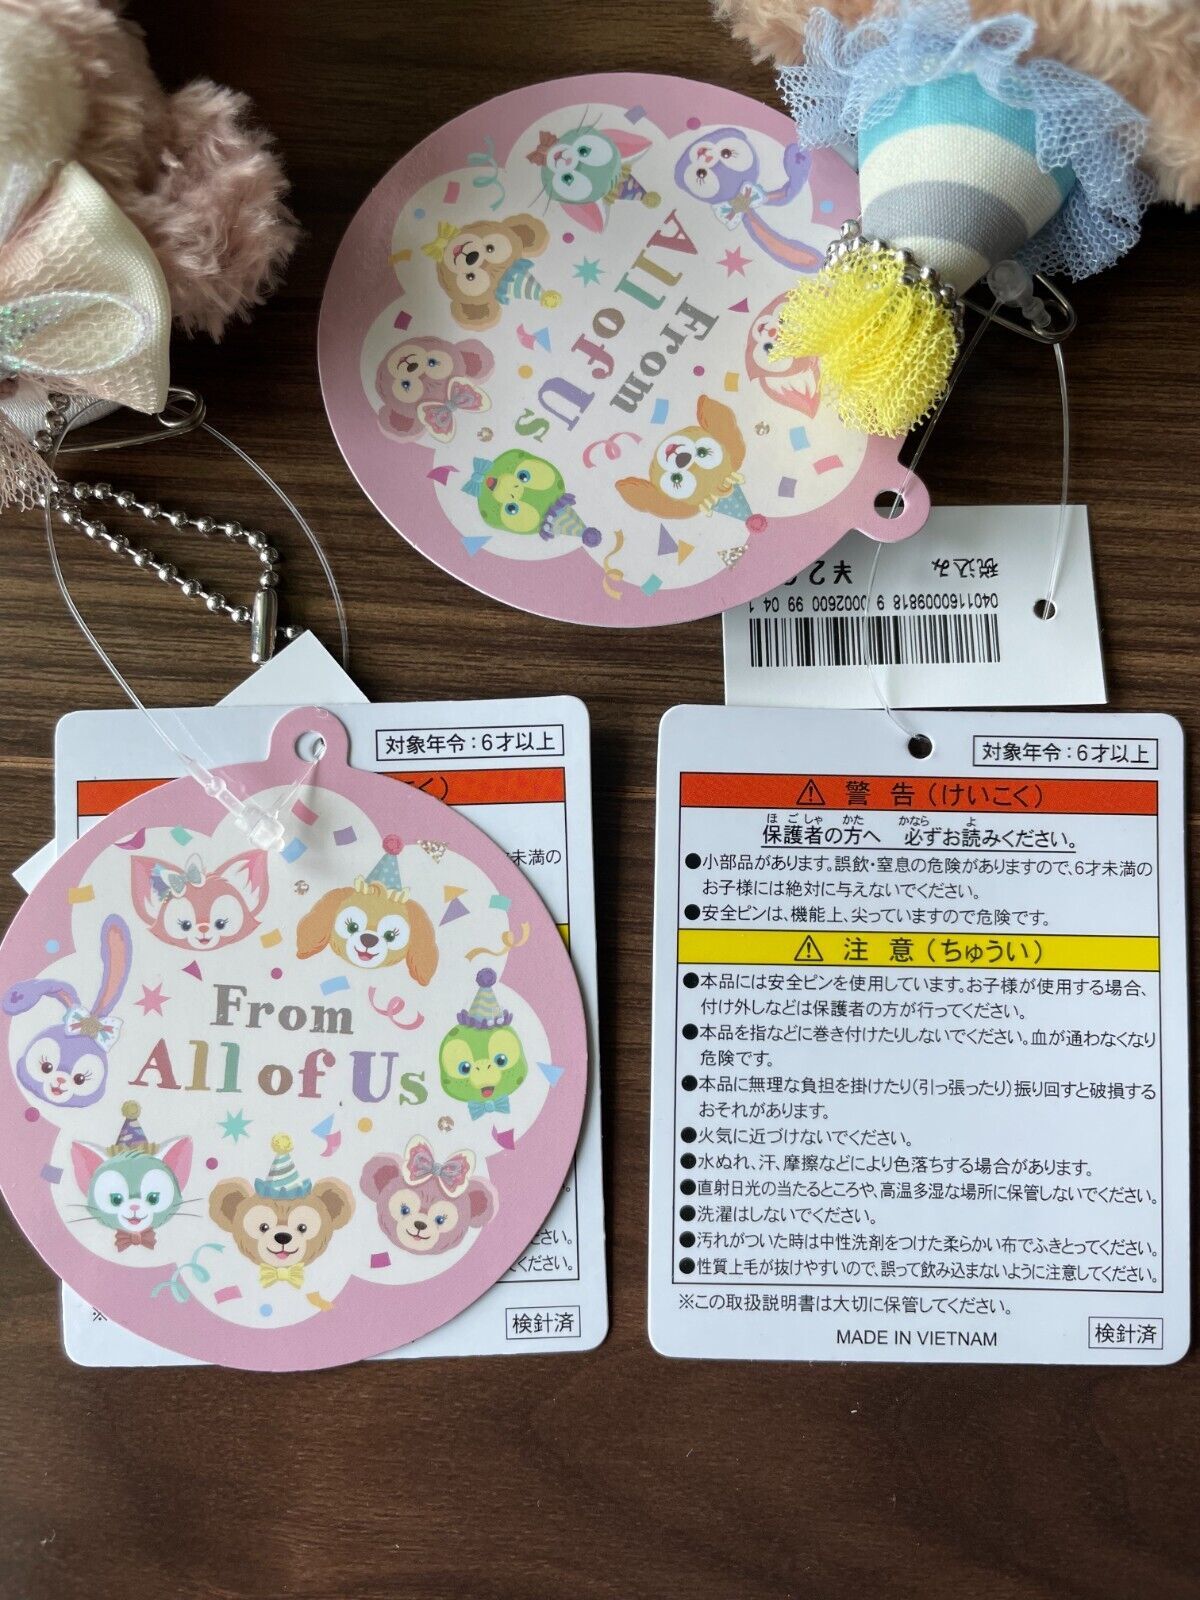 From
All of Us
税込み
¥2
0401160009818 9 0002600 99 04 1
対象年令:6才以上
く)
未満の
さい。
ください。
※
検針済
From
All of Us
対象年令:6才以上
⚠ 警 告 (けいこく)
ほごしゃ かた かなら よ
保護者の方へ 必ずお読みください。
●小部品があります。誤飲・窒息の危険がありますので、6才未満の
お子様には絶対に与えないでください。
●安全ピンは、機能上、尖っていますので危険です。
⚠ 注 意 (ちゅうい)
●本品には安全ピンを使用しています。お子様が使用する場合、
付け外しなどは保護者の方が行ってください。
●本品を指などに巻き付けたりしないでください。血が通わなくなり
危険です。
●本品に無理な負担を掛けたり(引っ張ったり)振り回すと破損する
おそれがあります。
●火気に近づけないでください。
●水ぬれ、汗、摩擦などにより色落ちする場合があります。
●直射日光の当たるところや、高温多湿な場所に保管しないでください。
●洗濯はしないでください。
●汚れがついた時は中性洗剤をつけた柔らかい布でふきとってください。
●性質上毛が抜けやすいので、誤って飲み込まないように注意してください。
※この取扱説明書は大切に保管してください。
MADE IN VIETNAM
検針済